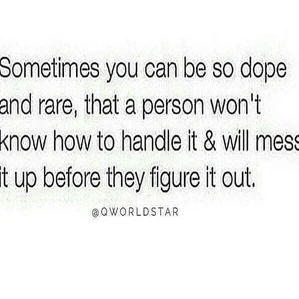 Sometimes you can be so dope
and rare, that a person won't
know how to handle it & will mess
it up before they figure it out.
@QWORLDSTAR